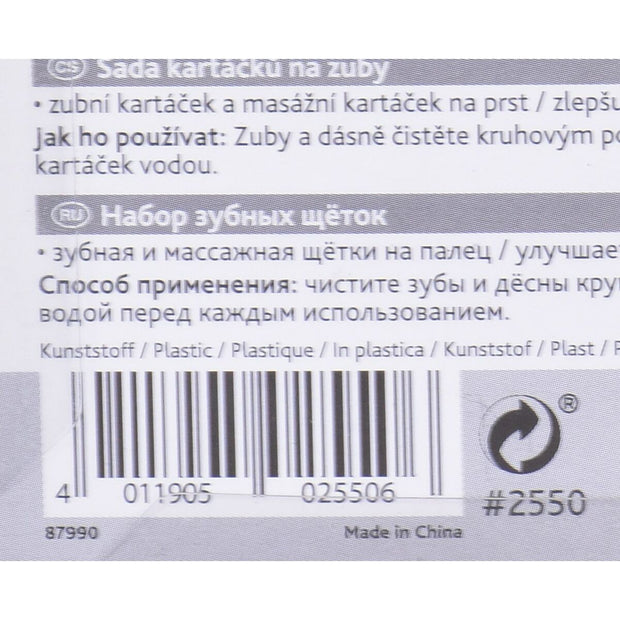 CS Sada kartáčků na zuby
• zubní kartáček a masážní kartáček na prst / zlepšu
Jak ho používat: Zuby a dásně čistěte kruhovým po
kartáček vodou.
RU Набор зубных щёток
• зубная и массажная щётки на палец / улучшае
Способ применения: чистите зубы и дёсны кру
водой перед каждым использованием.
Kunststoff / Plastic / Plastique / In plastica / Kunststof / Plast / P
®
4 011905 025506
#2550
87990 Made in China